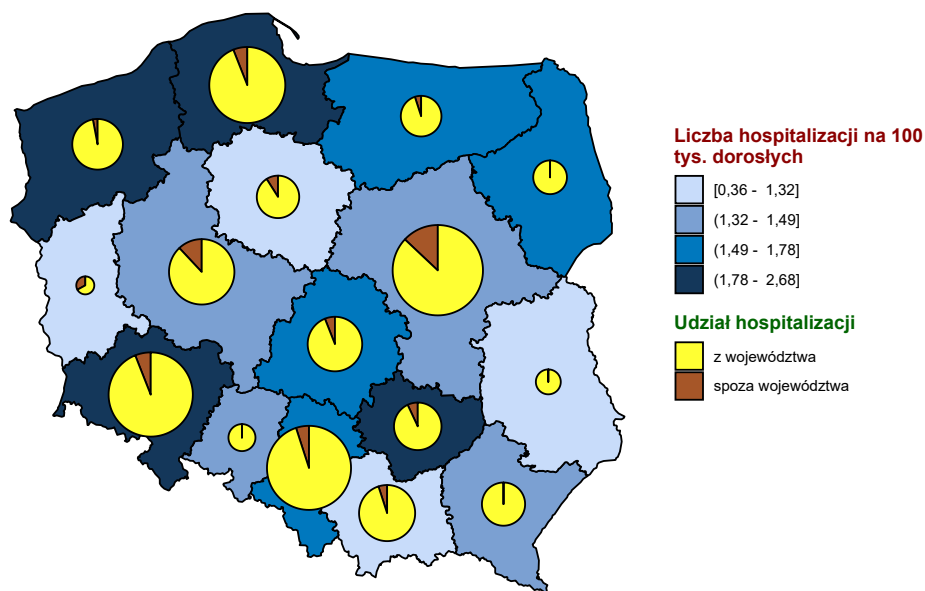 Liczba hospitalizacji na 100
tys. dorosłych
[0,36 - 1,32]
(1,32 - 1,49]
(1,49 - 1,78]
(1,78 - 2,68]
Udział hospitalizacji
z województwa
spoza województwa